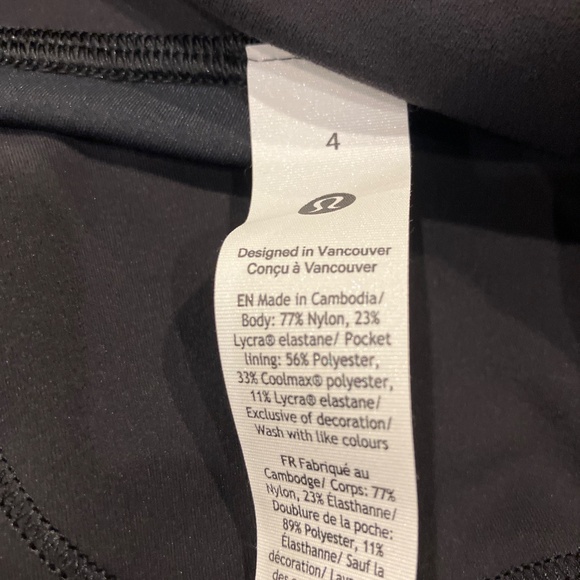 4
Designed in Vancouver
Conçu à Vancouver
EN Made in Cambodia/
Body: 77% Nylon, 23%
Lycra® elastane/ Pocket
lining: 56% Polyester,
33% Coolmax® polyester,
11% Lycra® elastane/
Exclusive of decoration/
Wash with like colours
FR Fabriqué au
Cambodge/ Corps: 77%
Nylon, 23% Élasthanne/
Doublure de la poche:
89% Polyester, 11%
Élasthanne/ Sauf la
décoration/